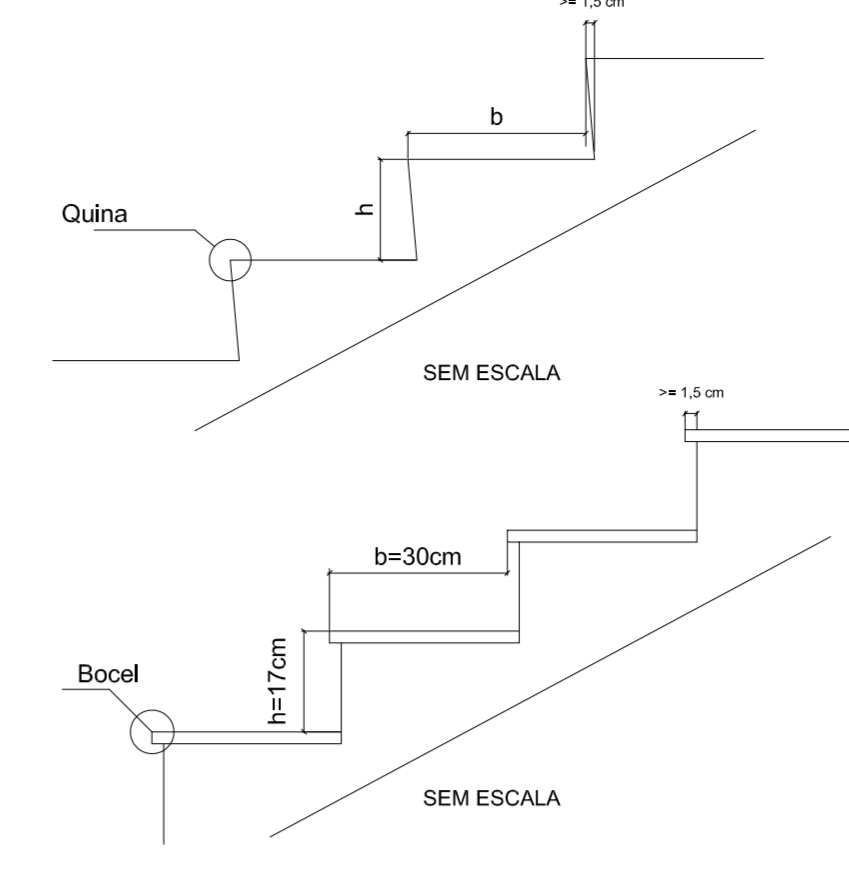 >= 1,5 cm
b
h
Quina
SEM ESCALA
>= 1,5 cm
b=30cm
h=17cm
Bocel
SEM ESCALA